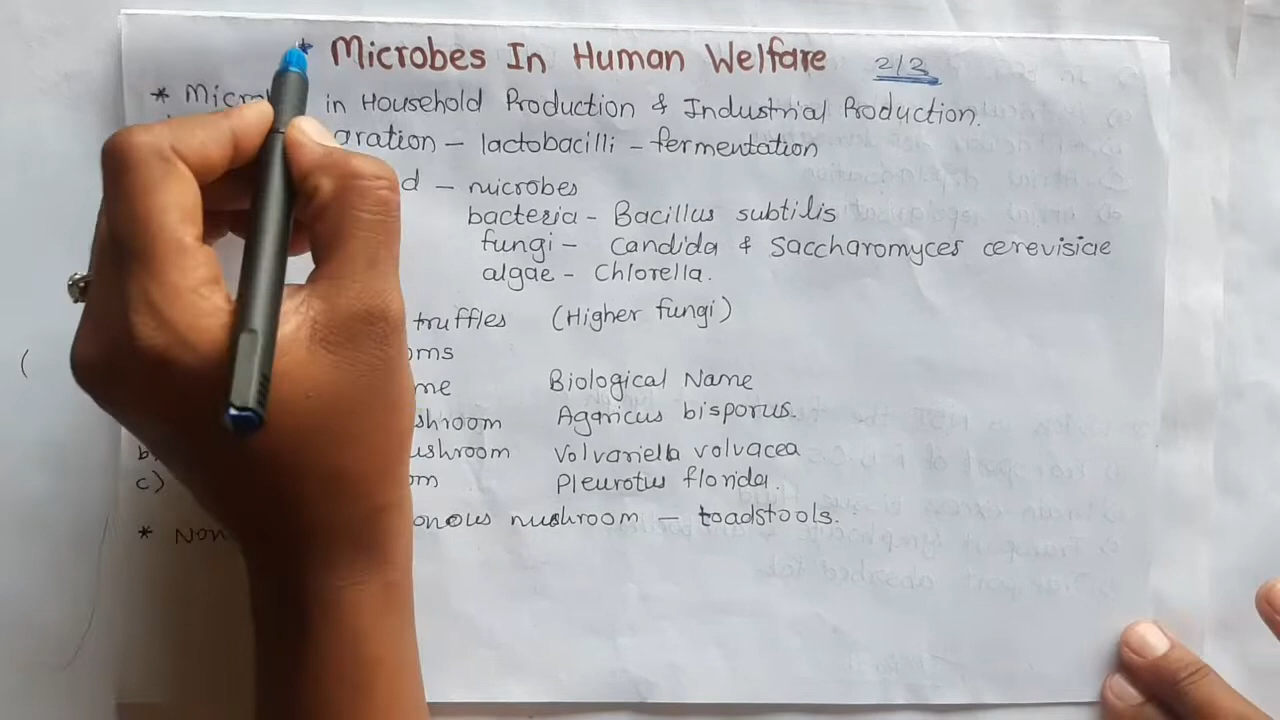 * Microbes In Human Welfare 2/3
* in Household Production & Industrial Production.
aration - lactobacilli - fermentation
d - microbes
bacteria - Bacillus subtilis
fungi - candida & Saccharomyces cerevisiae
algae - Chlorella.
truffles (Higher fungi)
oms
me Biological Name
shroom Agaricus bisporus.
b) ushroom Volvariella volvacea
c) om Pleurotus florida.
* Non onous mushroom - toadstools.